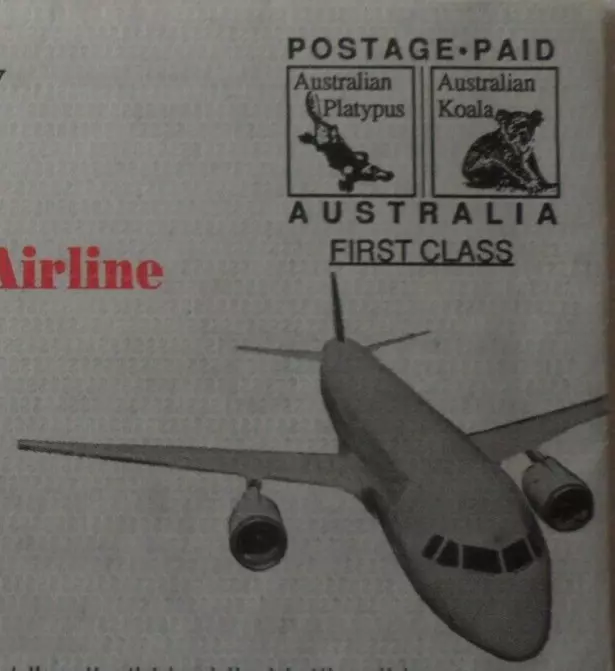 POSTAGE•PAID
Australian Platypus
Australian Koala
AUSTRALIA
FIRST CLASS
Airline